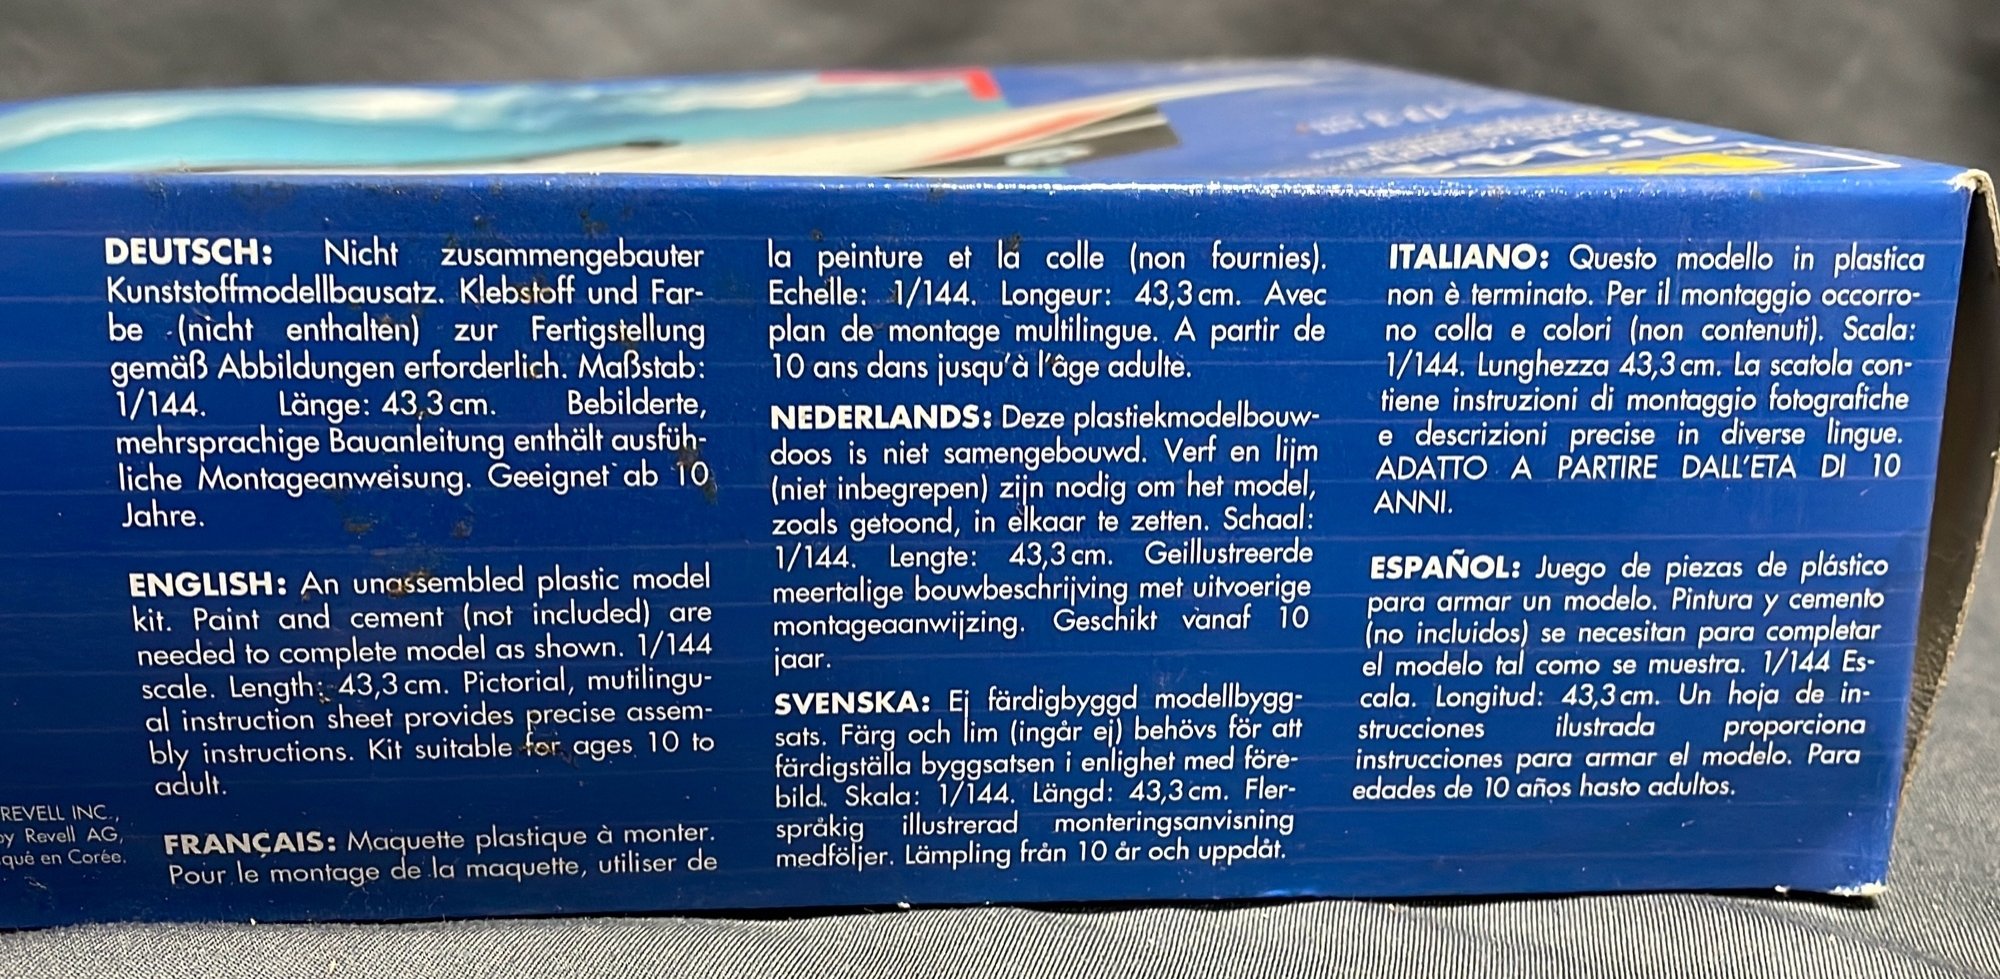 DEUTSCH: Nicht zusammengebauter
Kunststoffmodellbausatz. Klebstoff und Far-
be (nicht enthalten) zur Fertigstellung
gemäß Abbildungen erforderlich. Maßstab:
1/144. Länge: 43,3 cm. Bebilderte,
mehrsprachige Bauanleitung enthält ausfüh-
liche Montageanweisung. Geeignet ab 10
Jahre.
ENGLISH: An unassembled plastic model
kit. Paint and cement (not included) are
needed to complete model as shown. 1/144
scale. Length: 43,3 cm. Pictorial, mutilingu-
al instruction sheet provides precise assem-
bly instructions. Kit suitable for ages 10 to
adult.
FRANÇAIS: Maquette plastique à monter.
Pour le montage de la maquette, utiliser de
la peinture et la colle (non fournies).
Echelle: 1/144. Longeur: 43,3 cm. Avec
plan de montage multilingue. A partir de
10 ans dans jusqu'à l'âge adulte.
NEDERLANDS: Deze plastiekmodelbouw-
doos is niet samengebouwd. Verf en lijm
(niet inbegrepen) zijn nodig om het model,
zoals getoond, in elkaar te zetten. Schaal:
1/144. Lengte: 43,3 cm. Geillustreerde
meertalige bouwbeschrijving met uitvoerige
montageaanwijzing. Geschikt vanaf 10
jaar.
SVENSKA: Ej färdigbyggd modellbygg-
sats. Färg och lim (ingår ej) behövs för att
färdigställa byggsatsen i enlighet med före-
bild. Skala: 1/144. Längd: 43,3 cm. Fler-
språkig illustrerad monteringsanvisning
medföljer. Lämpling från 10 år och uppdåt.
ITALIANO: Questo modello in plastica
non è terminato. Per il montaggio occorro-
no colla e colori (non contenuti). Scala:
1/144. Lunghezza 43,3 cm. La scatola con-
tiene instruzioni di montaggio fotografiche
e descrizioni precise in diverse lingue.
ADATTO A PARTIRE DALL'ETA DI 10
ANNI.
ESPAÑOL: Juego de piezas de plástico
para armar un modelo. Pintura y cemento
(no incluidos) se necesitan para completar
el modelo tal como se muestra. 1/144 Es-
cala. Longitud: 43,3 cm. Un hoja de in-
strucciones ilustrada proporciona
instrucciones para armar el modelo. Para
edades de 10 años hasto adultos.
REVELL INC.,
by Revell AG,
qué en Corée.